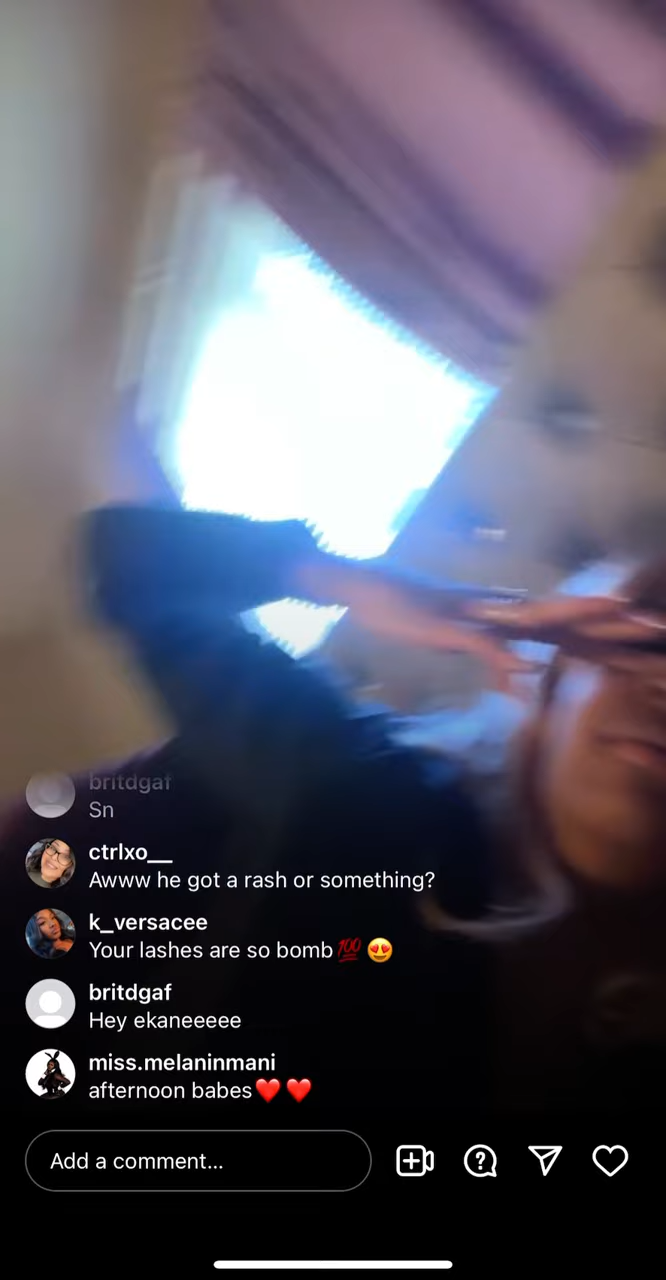 britdgaf
Sn
ctrlxo__
Awww he got a rash or something?
k_versacee
Your lashes are so bomb💯😍
britdgaf
Hey ekaneeeee
miss.melaninmani
afternoon babes❤️❤️
Add a comment...